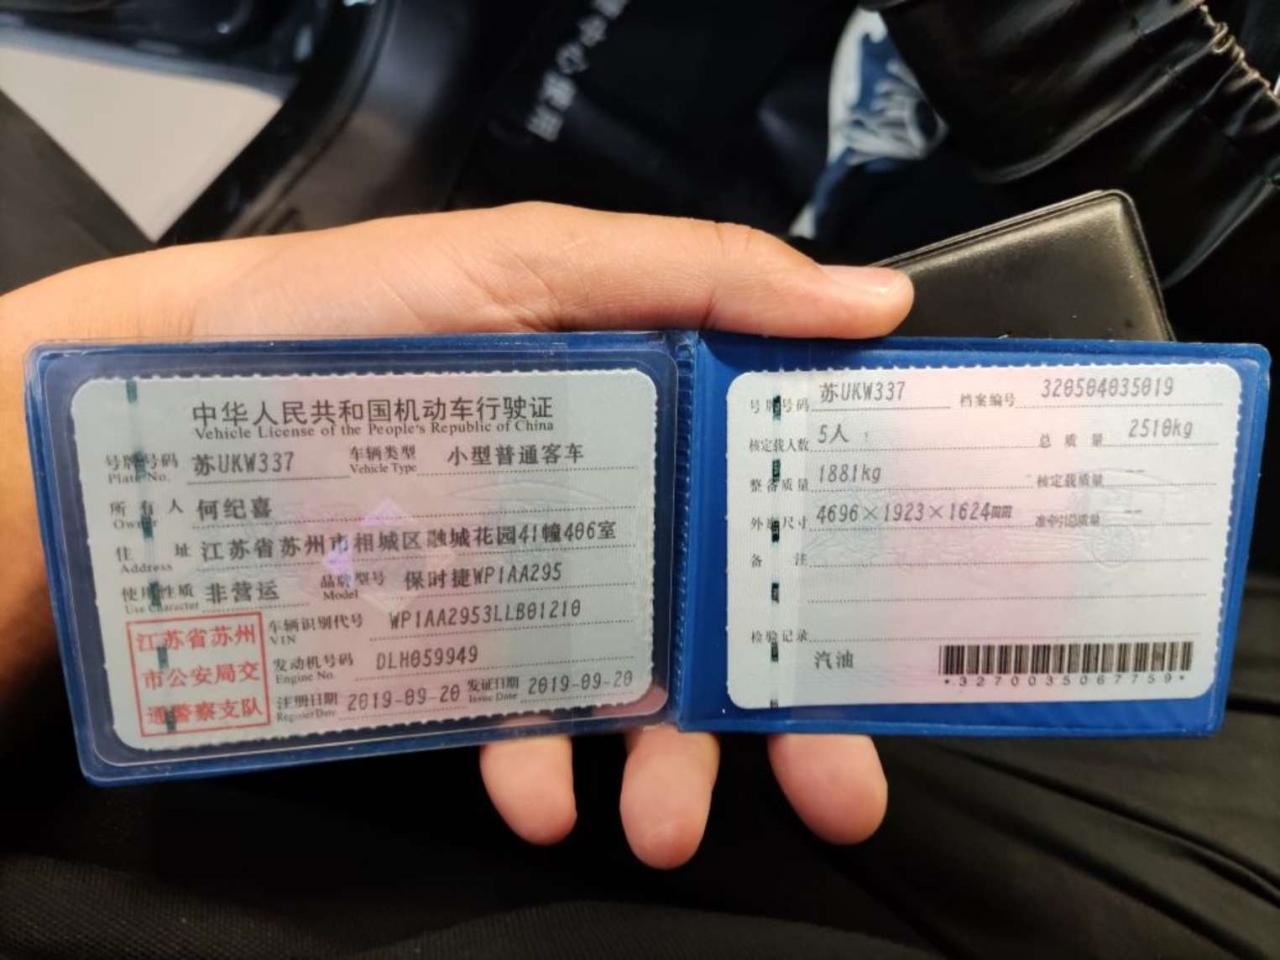 中华人民共和国机动车行驶证
Vehicle License of the People's Republic of China
号牌号码 苏UKW337 车辆类型 小型普通客车
Plate No. Vehicle Type
所有人 何纪喜
Owner
住址 江苏省苏州市相城区融城花园41幢406室
Address
使用性质 非营运 品牌型号 保时捷WP1AA295
Use Character Model
江苏省苏州
市公安局交
通警察支队
车辆识别代号 WP1AA2953LLB01210
VIN
发动机号码 DLH059949
Engine No.
注册日期 2019-09-20 发证日期 2019-09-20
Register Date Issue Date
号牌号码 苏UKW337 档案编号 320504035019
核定载人数 5人 总质量 2510kg
整备质量 1881kg 核定载质量 --
外廓尺寸 4696×1923×1624mm 准牵引总质量 --
备注
检验记录
汽油
*3270035067759*